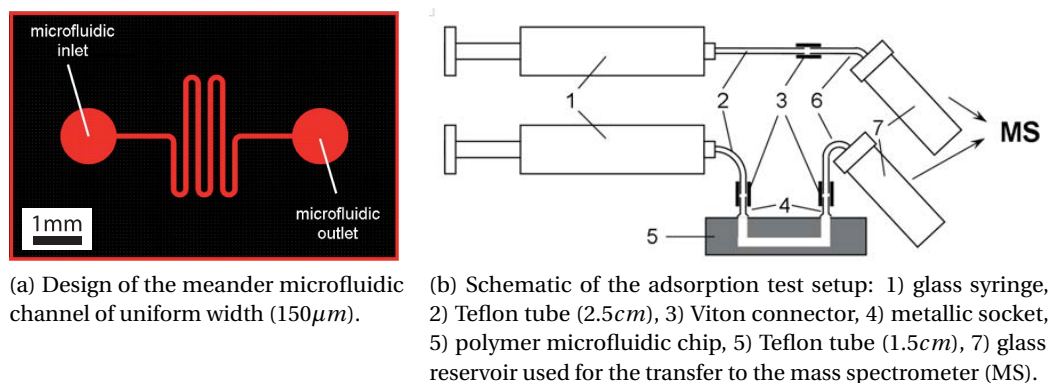 microfluidic
inlet
microfluidic
outlet
1mm
1
2
3
6
7
MS
4
5
(a) Design of the meander microfluidic
channel of uniform width (150μm).
(b) Schematic of the adsorption test setup: 1) glass syringe,
2) Teflon tube (2.5cm), 3) Viton connector, 4) metallic socket,
5) polymer microfluidic chip, 5) Teflon tube (1.5cm), 7) glass
reservoir used for the transfer to the mass spectrometer (MS).